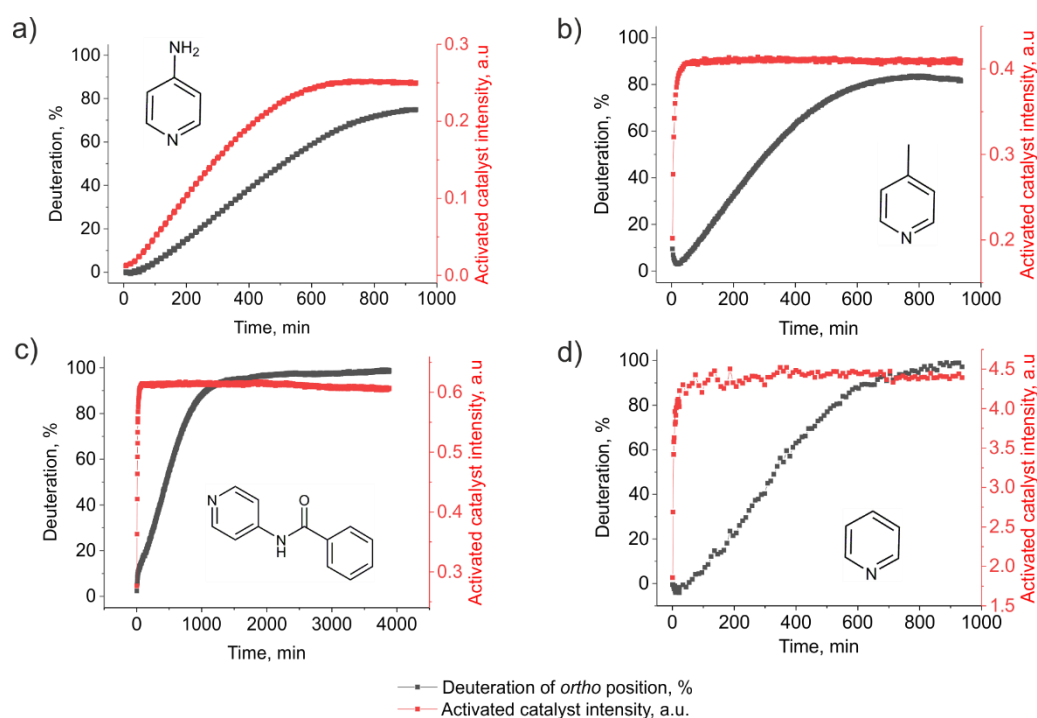 a)
NH2
N
Deuteration, %
100
80
60
40
20
0
0 200 400 600 800 1000
Time, min
0.3
0.2
0.1
0.0
Activated catalyst intensity, a.u
b)
N
Deuteration, %
100
80
60
40
20
0
0 200 400 600 800 1000
Time, min
0.4
0.3
0.2
Activated catalyst intensity, a.u
c)
N
O
N
H
Deuteration, %
100
80
60
40
20
0
0 1000 2000 3000 4000
Time, min
0.6
0.5
0.4
0.3
Activated catalyst intensity, a.u
d)
N
Deuteration, %
100
80
60
40
20
0
0 200 400 600 800 1000
Time, min
4.5
4.0
3.5
3.0
2.5
2.0
1.5
Activated catalyst intensity, a.u
Deuteration of ortho position, %
Activated catalyst intensity, a.u.